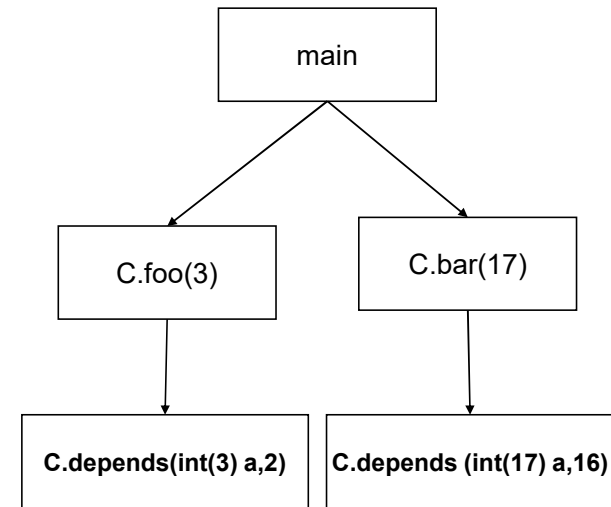 main
C.foo(3)
C.bar(17)
C.depends(int(3) a,2)
C.depends (int(17) a,16)